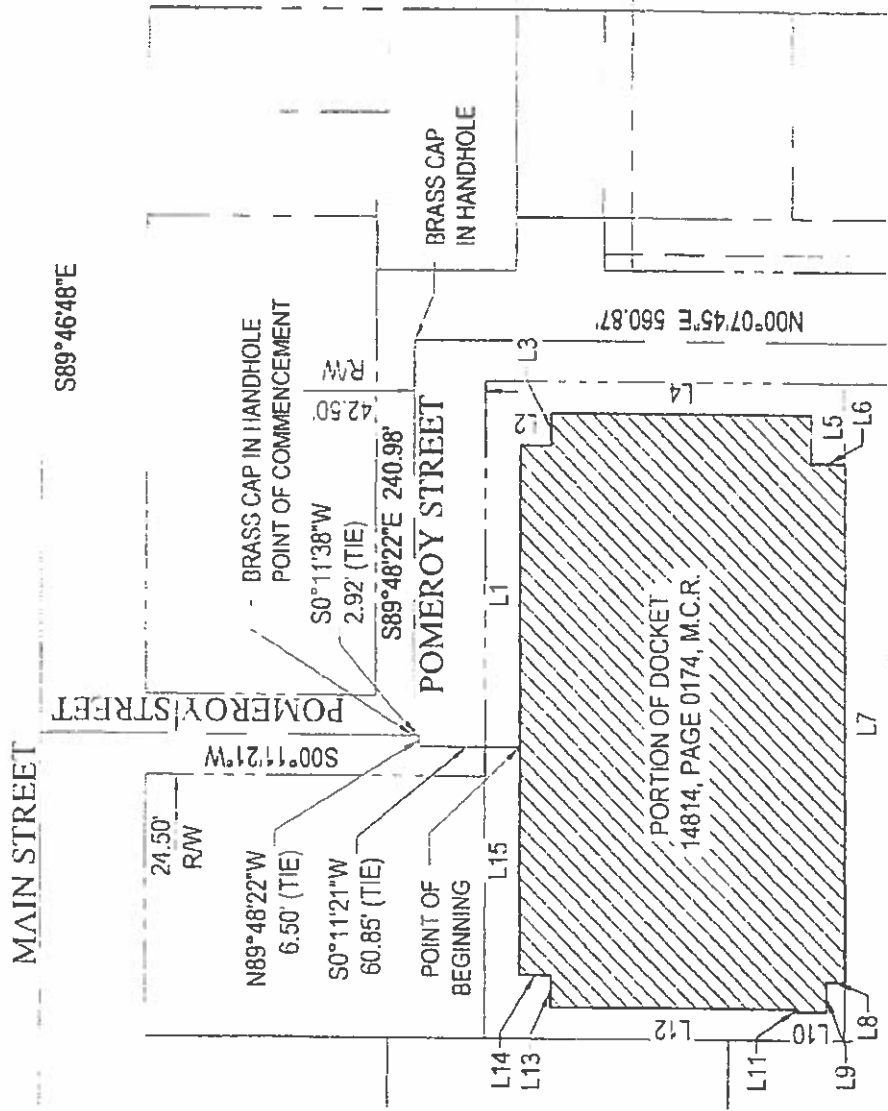 MAIN STREET
S89°46'48"E
24.50'
R/W
POMEROY STREET
S00°11'21"W
BRASS CAP IN HANDHOLE
POINT OF COMMENCEMENT
S0°11'38"W
2.92' (TIE)
S89°48'22"E 240.98'
POMEROY STREET
42.50'
R/W
BRASS CAP
IN HANDHOLE
N89°48'22"W
6.50' (TIE)
S0°11'21"W
60.85' (TIE)
POINT OF
BEGINNING
L15
L1
L2
L3
N00°07'45"E 560.87'
L4
L5
L6
PORTION OF DOCKET
14814, PAGE 0174, M.C.R.
L14
L13
L12
L11
L10
L9
L8
L7